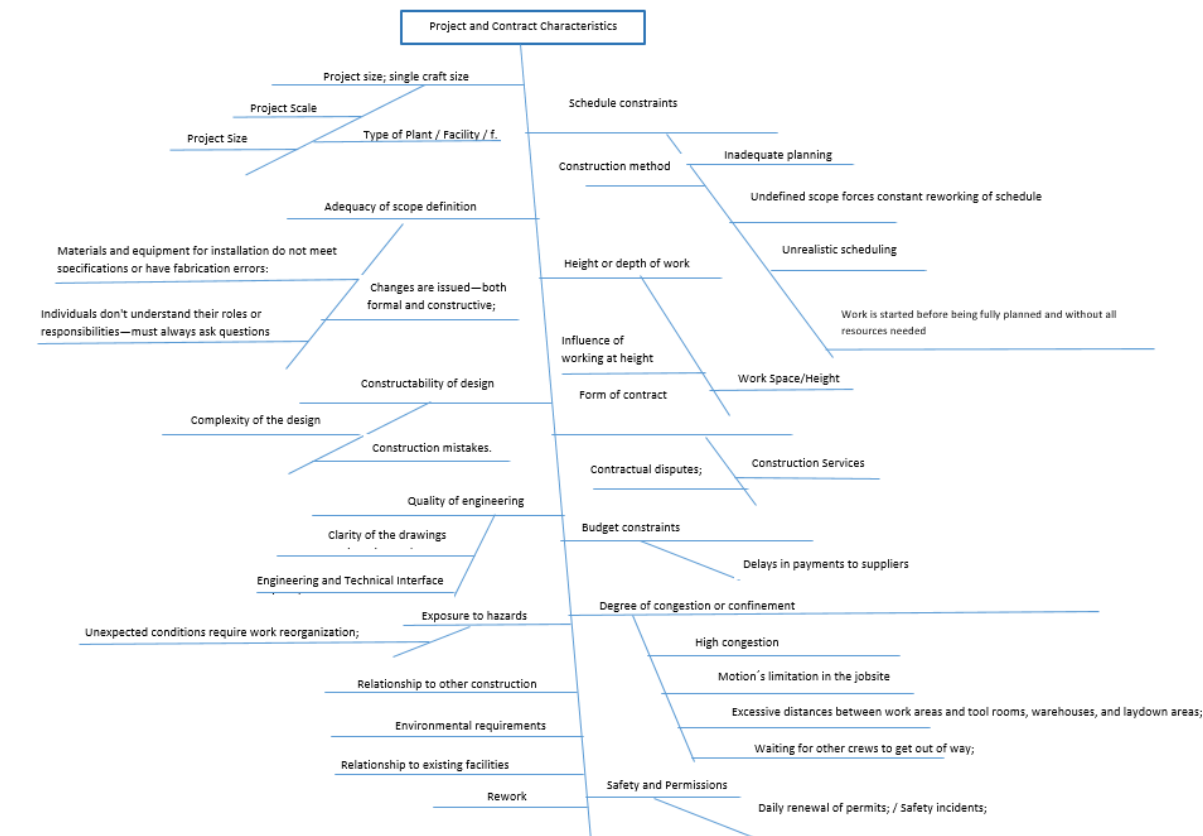 Project and Contract Characteristics
Project size; single craft size
Project Scale
Project Size
Type of Plant / Facility / f.
Adequacy of scope definition
Materials and equipment for installation do not meet
specifications or have fabrication errors:
Changes are issued—both
formal and constructive;
Individuals don't understand their roles or
responsibilities—must always ask questions
Constructability of design
Complexity of the design
Construction mistakes.
Quality of engineering
Clarity of the drawings
Engineering and Technical Interface
Exposure to hazards
Unexpected conditions require work reorganization;
Relationship to other construction
Environmental requirements
Relationship to existing facilities
Rework
Schedule constraints
Construction method
Inadequate planning
Undefined scope forces constant reworking of schedule
Unrealistic scheduling
Work is started before being fully planned and without all
resources needed
Height or depth of work
Influence of
working at height
Work Space/Height
Form of contract
Contractual disputes;
Construction Services
Budget constraints
Delays in payments to suppliers
Degree of congestion or confinement
High congestion
Motion´s limitation in the jobsite
Excessive distances between work areas and tool rooms, warehouses, and laydown areas;
Waiting for other crews to get out of way;
Safety and Permissions
Daily renewal of permits; / Safety incidents;